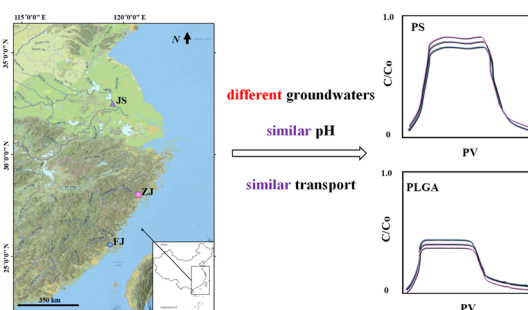 115°0'0" 120°0'0" E
N
35°0'0"N
JS
30°0'0"N
ZJ
FJ
25°0'0"N
350 km
different groundwaters
similar pH
similar transport
1.0
PS
C/Co
0
PV
1.0
PLGA
C/Co
0
PV